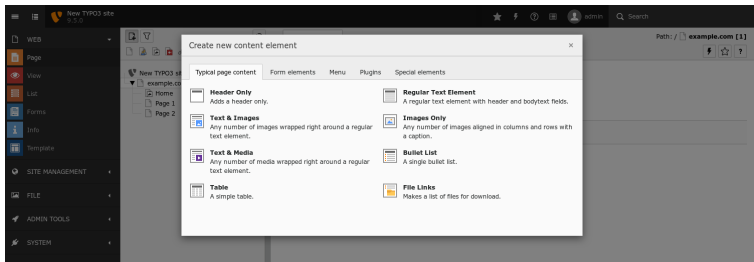 New TYPO3 site
9.3.0
admin
Search
WEB
Page
View
List
Forms
Info
Template
SITE MANAGEMENT
FILE
ADMIN TOOLS
SYSTEM
New TYPO3 si
example.co
Home
Page 1
Page 2
Path: / example.com [1]
Create new content element
×
Typical page content Form elements Menu Plugins Special elements
Header Only
Adds a header only.
Regular Text Element
A regular text element with header and bodytext fields.
Text & Images
Any number of images wrapped right around a regular
text element.
Images Only
Any number of images aligned in columns and rows with
a caption.
Text & Media
Any number of media wrapped right around a regular
text element.
Bullet List
A single bullet list.
Table
A simple table.
File Links
Makes a list of files for download.